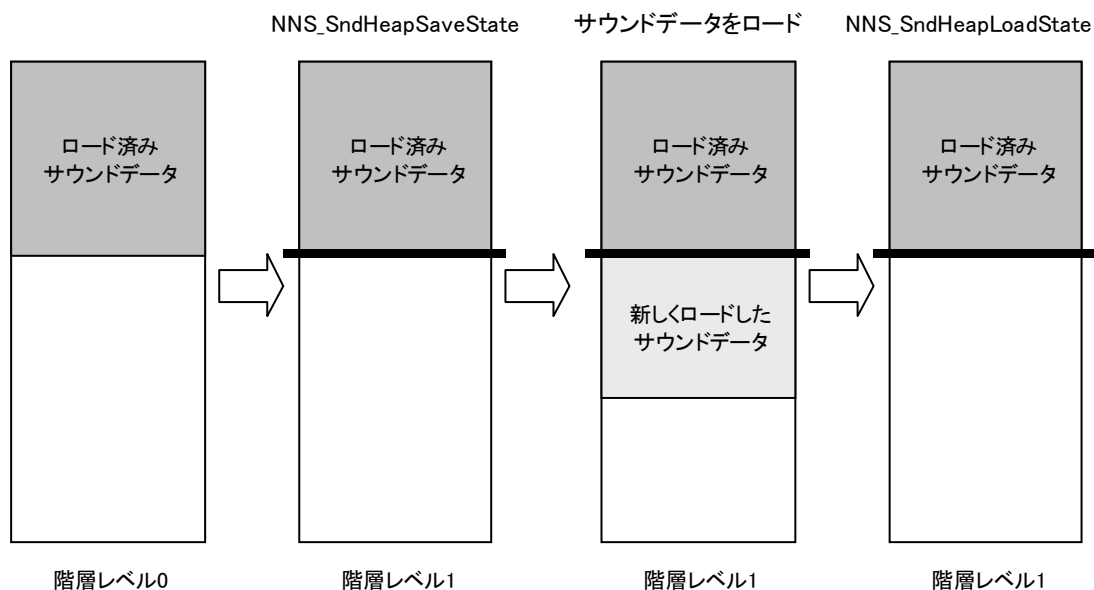 NNS_SndHeapSaveState
サウンドデータをロード
NNS_SndHeapLoadState
ロード済み
サウンドデータ
ロード済み
サウンドデータ
ロード済み
サウンドデータ
ロード済み
サウンドデータ
新しくロードした
サウンドデータ
階層レベル0
階層レベル1
階層レベル1
階層レベル1